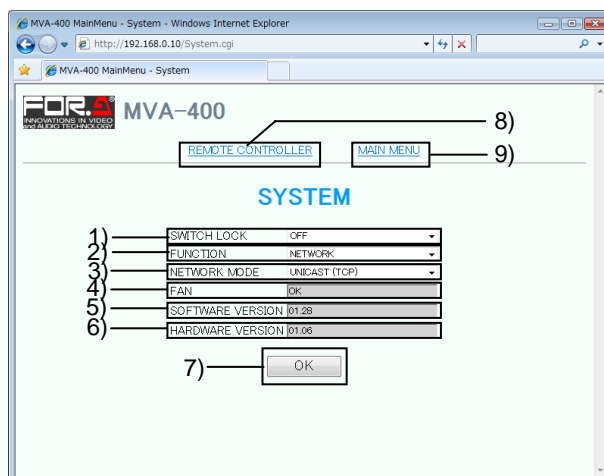 MVA-400 MainMenu - System - Windows Internet Explorer
http://192.168.0.10/System.cgi
MVA-400 MainMenu - System
FOR.A®
INNOVATIONS IN VIDEO
and AUDIO TECHNOLOGY
MVA-400
8)
REMOTE CONTROLLER MAIN MENU 9)
SYSTEM
1) SWITCH LOCK OFF
2) FUNCTION NETWORK
3) NETWORK MODE UNICAST (TCP)
4) FAN OK
5) SOFTWARE VERSION 01.28
6) HARDWARE VERSION 01.06
7) OK